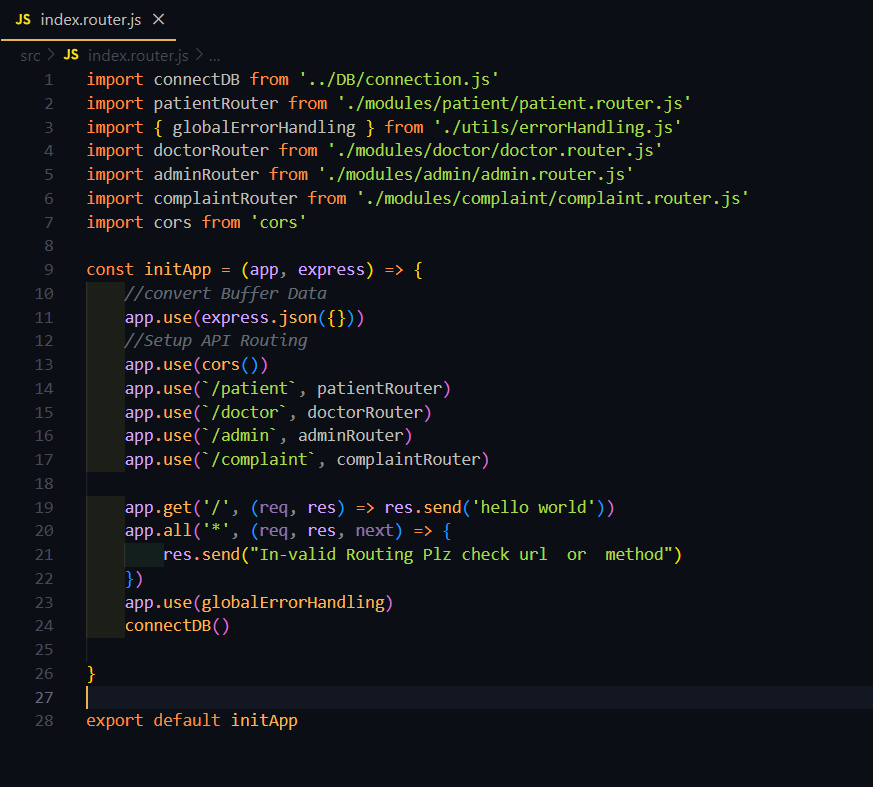 JS index.router.js ×
src > JS index.router.js > ...
1 import connectDB from '../DB/connection.js'
2 import patientRouter from './modules/patient/patient.router.js'
3 import { globalErrorHandling } from './utils/errorHandling.js'
4 import doctorRouter from './modules/doctor/doctor.router.js'
5 import adminRouter from './modules/admin/admin.router.js'
6 import complaintRouter from './modules/complaint/complaint.router.js'
7 import cors from 'cors'
8
9 const initApp = (app, express) => {
10     //convert Buffer Data
11     app.use(express.json({}))
12     //Setup API Routing
13     app.use(cors())
14     app.use(`/patient`, patientRouter)
15     app.use(`/doctor`, doctorRouter)
16     app.use(`/admin`, adminRouter)
17     app.use(`/complaint`, complaintRouter)
18
19     app.get('/', (req, res) => res.send('hello world'))
20     app.all('*', (req, res, next) => {
21         res.send("In-valid Routing Plz check url  or  method")
22     })
23     app.use(globalErrorHandling)
24     connectDB()
25
26 }
27
28 export default initApp